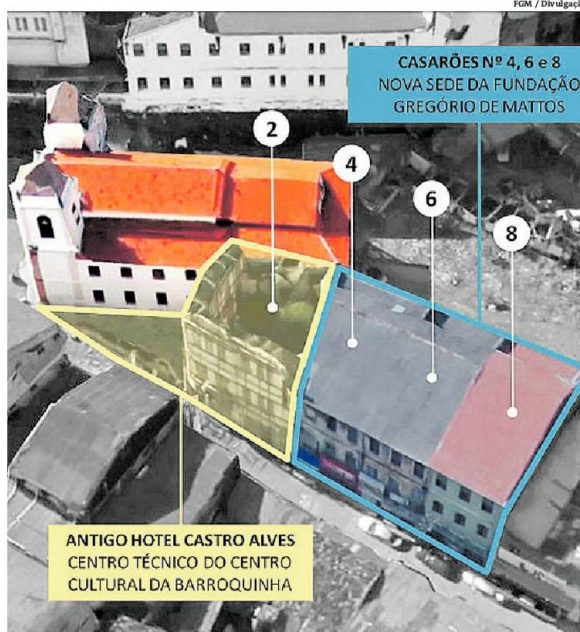 FGM / Divulgaçã
CASARÕES Nº 4, 6 e 8
NOVA SEDE DA FUNDAÇÃO
GREGÓRIO DE MATTOS
2
4
6
8
ANTIGO HOTEL CASTRO ALVES
CENTRO TÉCNICO DO CENTRO
CULTURAL DA BARROQUINHA